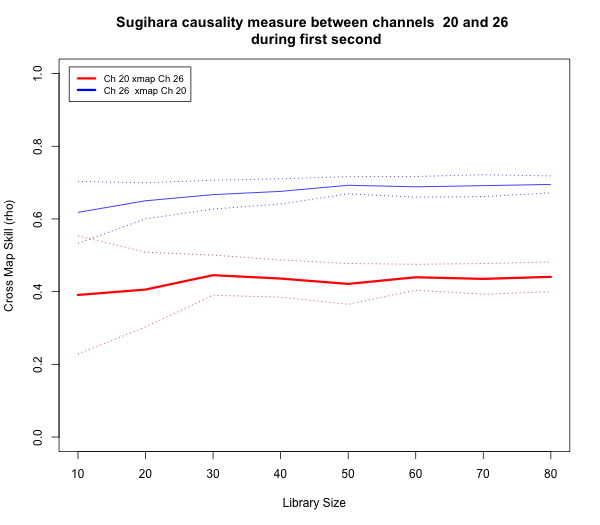 Sugihara causality measure between channels  20 and 26
during first second
Ch 20 xmap Ch 26
Ch 26  xmap Ch 20
Cross Map Skill (rho)
1.0
0.8
0.6
0.4
0.2
0.0
10 20 30 40 50 60 70 80
Library Size